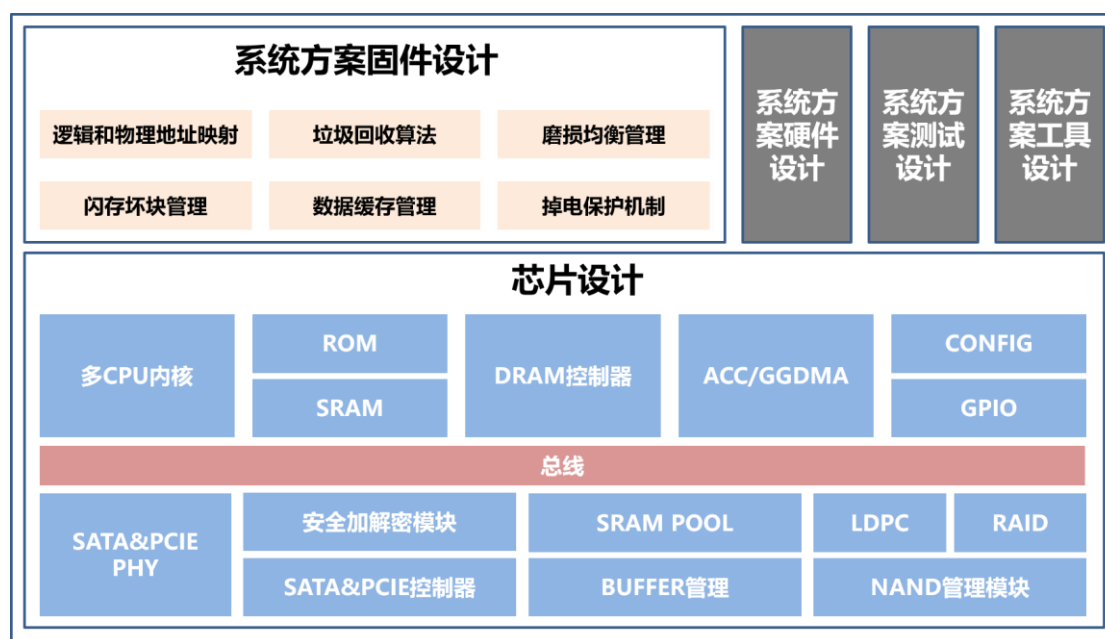 系统方案固件设计
逻辑和物理地址映射
垃圾回收算法
磨损均衡管理
闪存坏块管理
数据缓存管理
掉电保护机制
系统方
案硬件
设计
系统方
案测试
设计
系统方
案工具
设计
芯片设计
多CPU内核
ROM
SRAM
DRAM控制器
ACC/GGDMA
CONFIG
GPIO
总线
SATA&PCIE
PHY
安全加解密模块
SATA&PCIE控制器
SRAM POOL
BUFFER管理
LDPC
RAID
NAND管理模块